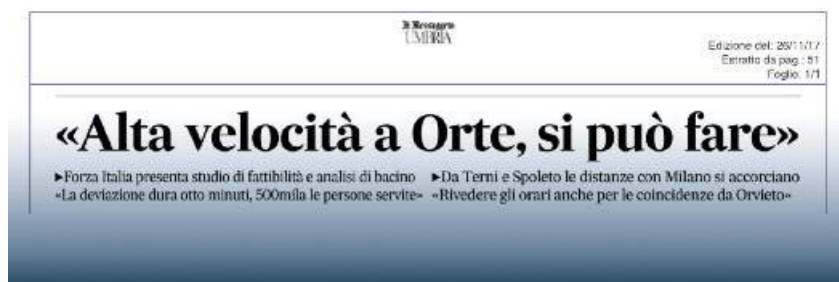 Il Messaggero
UMBRIA
Edizione del: 26/11/17
Estratto da pag.: 51
Foglio: 1/1
«Alta velocità a Orte, si può fare»
►Forza Italia presenta studio di fattibilità e analisi di bacino
«La deviazione dura otto minuti, 500mila le persone servite»
►Da Terni e Spoleto le distanze con Milano si accorciano
«Rivedere gli orari anche per le coincidenze da Orvieto»